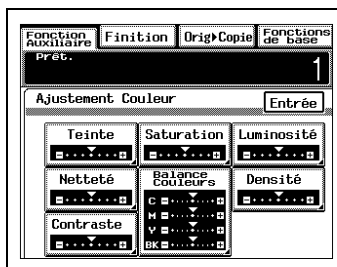 Fonction Auxiliaire
Finition
Orig▸Copie
Fonctions de base
Prêt.
1
Ajustement Couleur
Entrée
Teinte
Saturation
Luminosité
Netteté
Balance Couleurs
Densité
C
M
Y
BK
Contraste